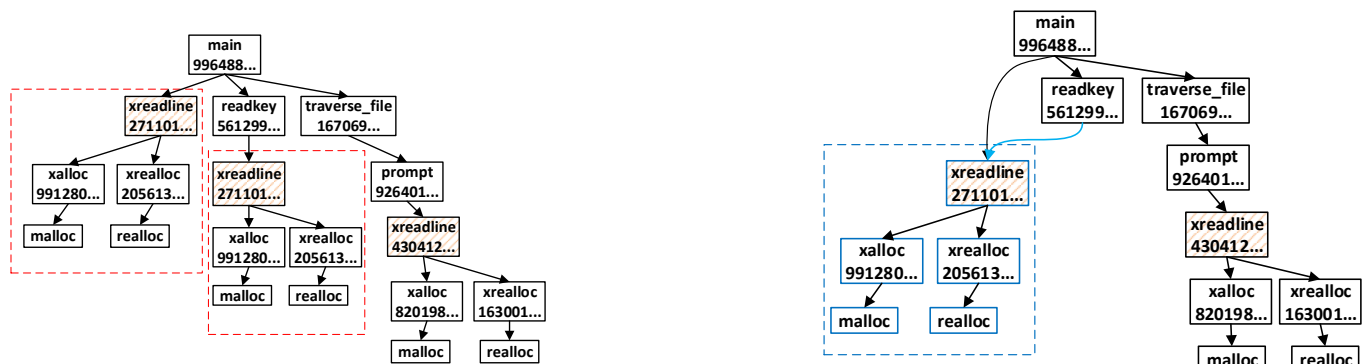 main
996488...
xreadline
271101...
readkey
561299...
traverse_file
167069...
xalloc
991280...
xrealloc
205613...
xreadline
271101...
prompt
926401...
malloc
realloc
xalloc
991280...
xrealloc
205613...
xreadline
430412...
malloc
realloc
xalloc
820198...
xrealloc
163001...
malloc
realloc
main
996488...
readkey
561299...
traverse_file
167069...
xreadline
271101...
prompt
926401...
xalloc
991280...
xrealloc
205613...
xreadline
430412...
malloc
realloc
xalloc
820198...
xrealloc
163001...
malloc
realloc